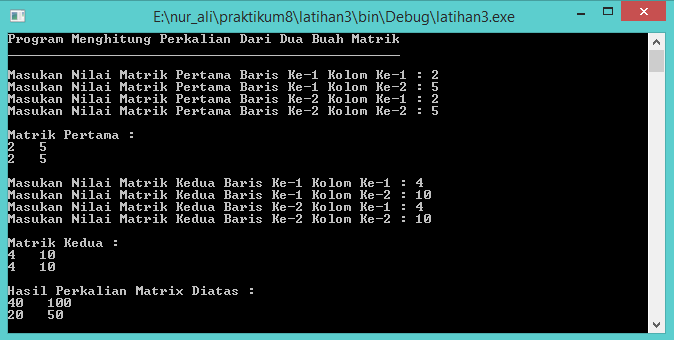 E:\nur_ali\praktikum8\latihan3\bin\Debug\latihan3.exe
Program Menghitung Perkalian Dari Dua Buah Matrik
Masukan Nilai Matrik Pertama Baris Ke-1 Kolom Ke-1 : 2
Masukan Nilai Matrik Pertama Baris Ke-1 Kolom Ke-2 : 5
Masukan Nilai Matrik Pertama Baris Ke-2 Kolom Ke-1 : 2
Masukan Nilai Matrik Pertama Baris Ke-2 Kolom Ke-2 : 5
Matrik Pertama :
2 5
2 5
Masukan Nilai Matrik Kedua Baris Ke-1 Kolom Ke-1 : 4
Masukan Nilai Matrik Kedua Baris Ke-1 Kolom Ke-2 : 10
Masukan Nilai Matrik Kedua Baris Ke-2 Kolom Ke-1 : 4
Masukan Nilai Matrik Kedua Baris Ke-2 Kolom Ke-2 : 10
Matrik Kedua :
4 10
4 10
Hasil Perkalian Matrix Diatas :
40 100
20 50